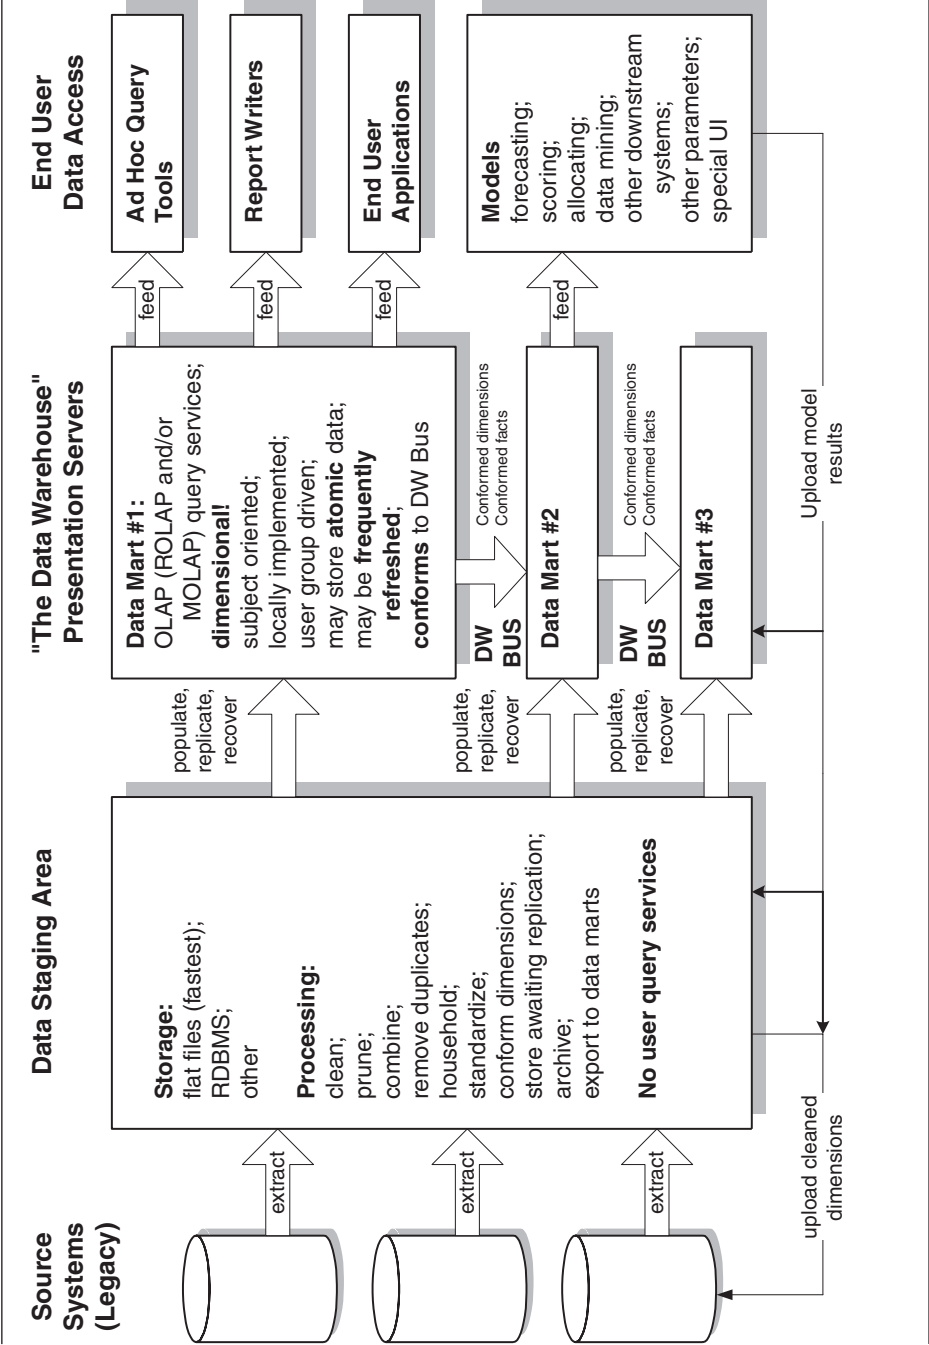 Source
Systems
(Legacy)
extract
extract
extract
Data Staging Area
Storage:
flat files (fastest);
RDBMS;
other
Processing:
clean;
prune;
combine;
remove duplicates;
household;
standardize;
conform dimensions;
store awaiting replication;
archive;
export to data marts
No user query services
upload cleaned
dimensions
populate,
replicate,
recover
populate,
replicate,
recover
populate,
replicate,
recover
"The Data Warehouse"
Presentation Servers
Data Mart #1:
OLAP (ROLAP and/or
MOLAP) query services;
dimensional!
subject oriented;
locally implemented;
user group driven;
may store atomic data;
may be frequently
refreshed;
conforms to DW Bus
DW
BUS
Conformed dimensions
Conformed facts
Data Mart #2
DW
BUS
Conformed dimensions
Conformed facts
Data Mart #3
Upload model
results
feed
feed
feed
feed
End User
Data Access
Ad Hoc Query
Tools
Report Writers
End User
Applications
Models
forecasting;
scoring;
allocating;
data mining;
other downstream
systems;
other parameters;
special UI